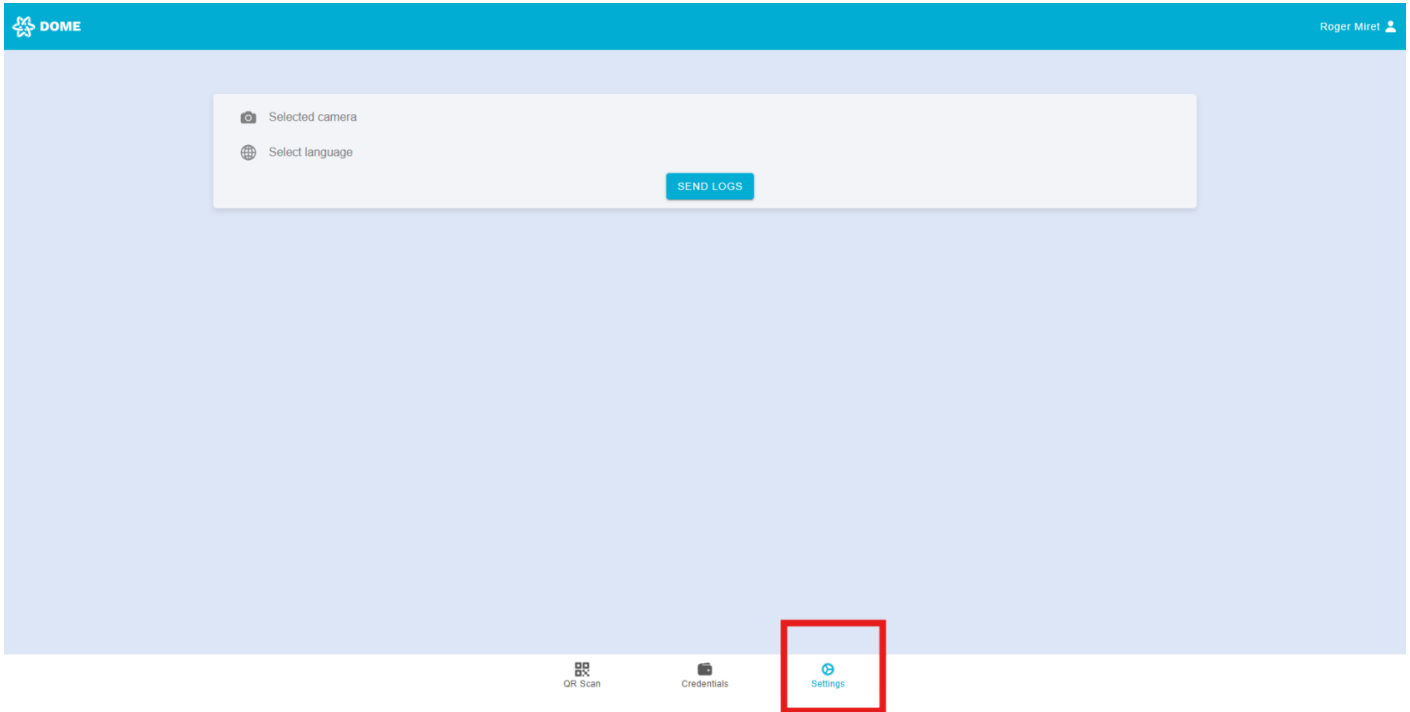 DOME
Roger Miret
Selected camera
Select language
SEND LOGS
QR Scan
Credentials
Settings